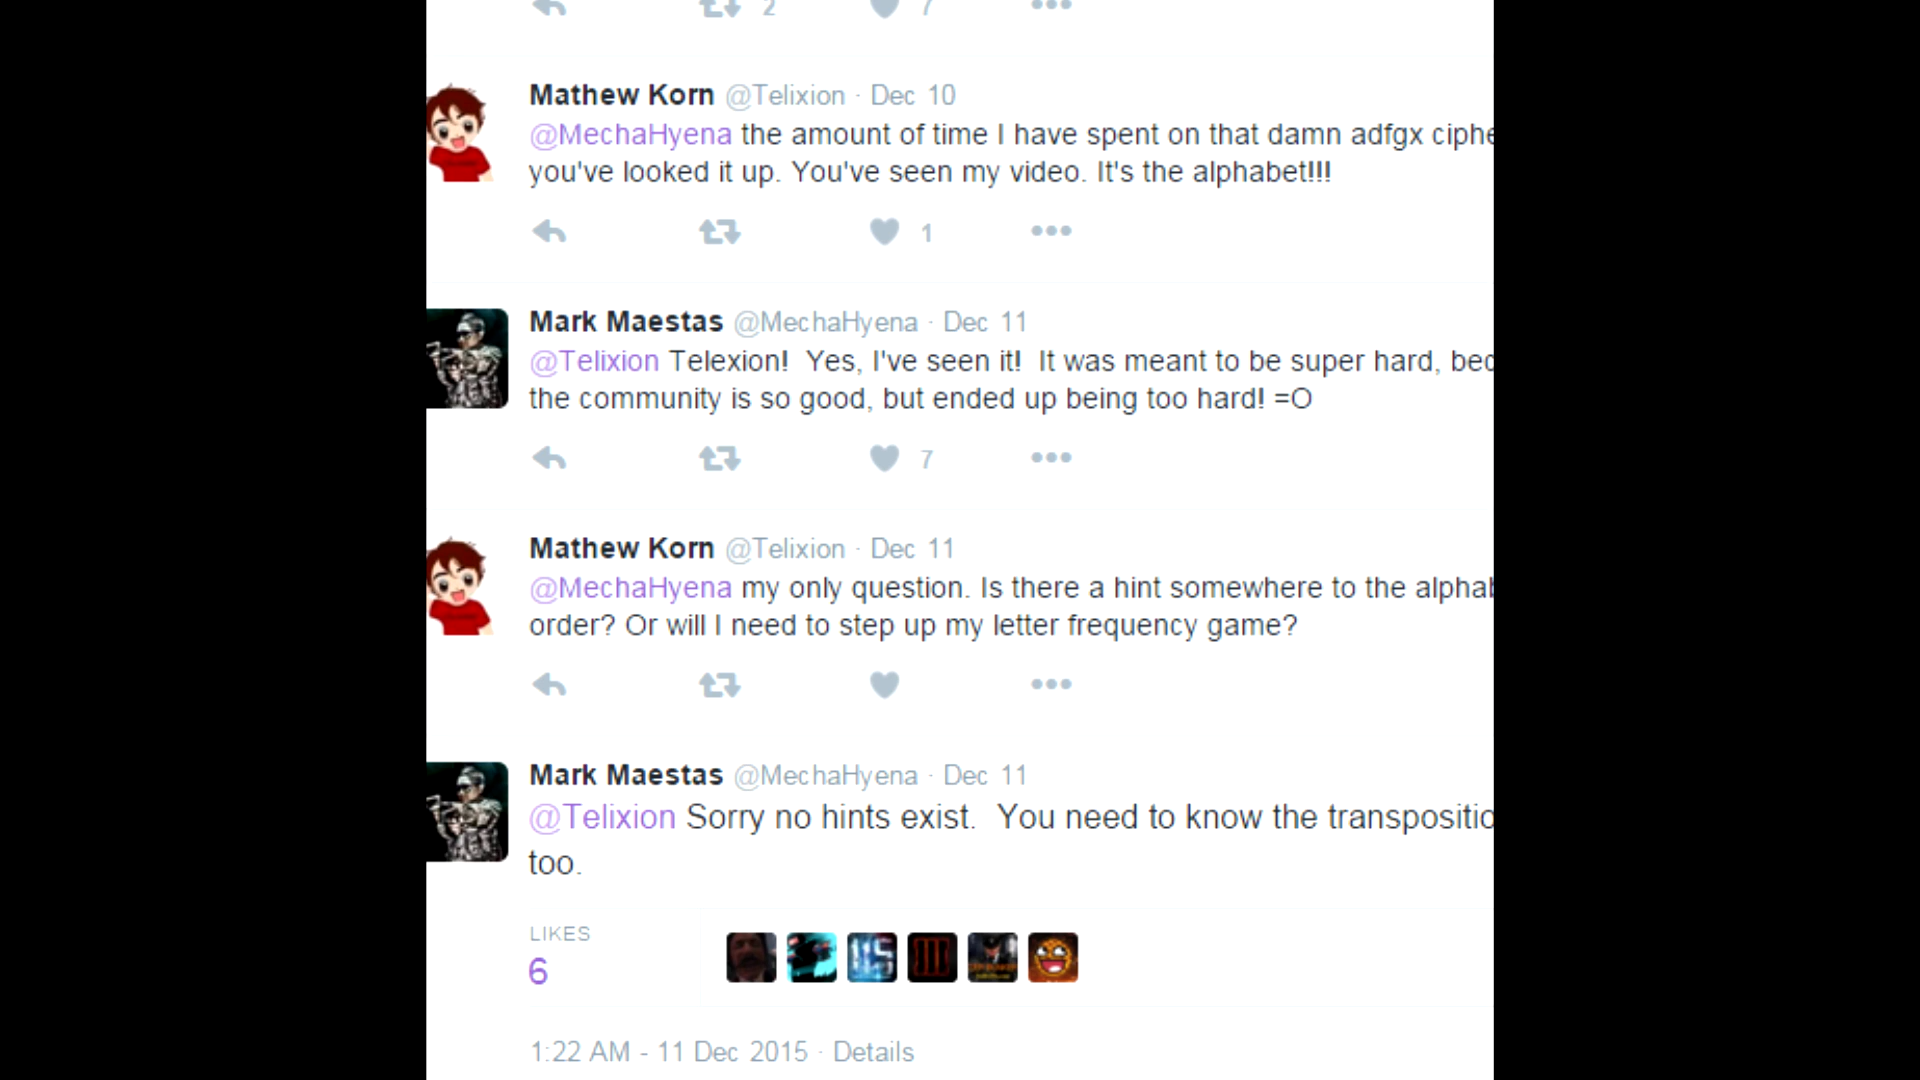 2 7
Mathew Korn @Telixion · Dec 10
@MechaHyena the amount of time I have spent on that damn adfgx ciphe
you've looked it up. You've seen my video. It's the alphabet!!!
1
Mark Maestas @MechaHyena · Dec 11
@Telixion Telexion!  Yes, I've seen it!  It was meant to be super hard, bec
the community is so good, but ended up being too hard! =O
7
Mathew Korn @Telixion · Dec 11
@MechaHyena my only question. Is there a hint somewhere to the alphab
order? Or will I need to step up my letter frequency game?
Mark Maestas @MechaHyena · Dec 11
@Telixion Sorry no hints exist.  You need to know the transpositio
too.
LIKES
6
1:22 AM - 11 Dec 2015 · Details